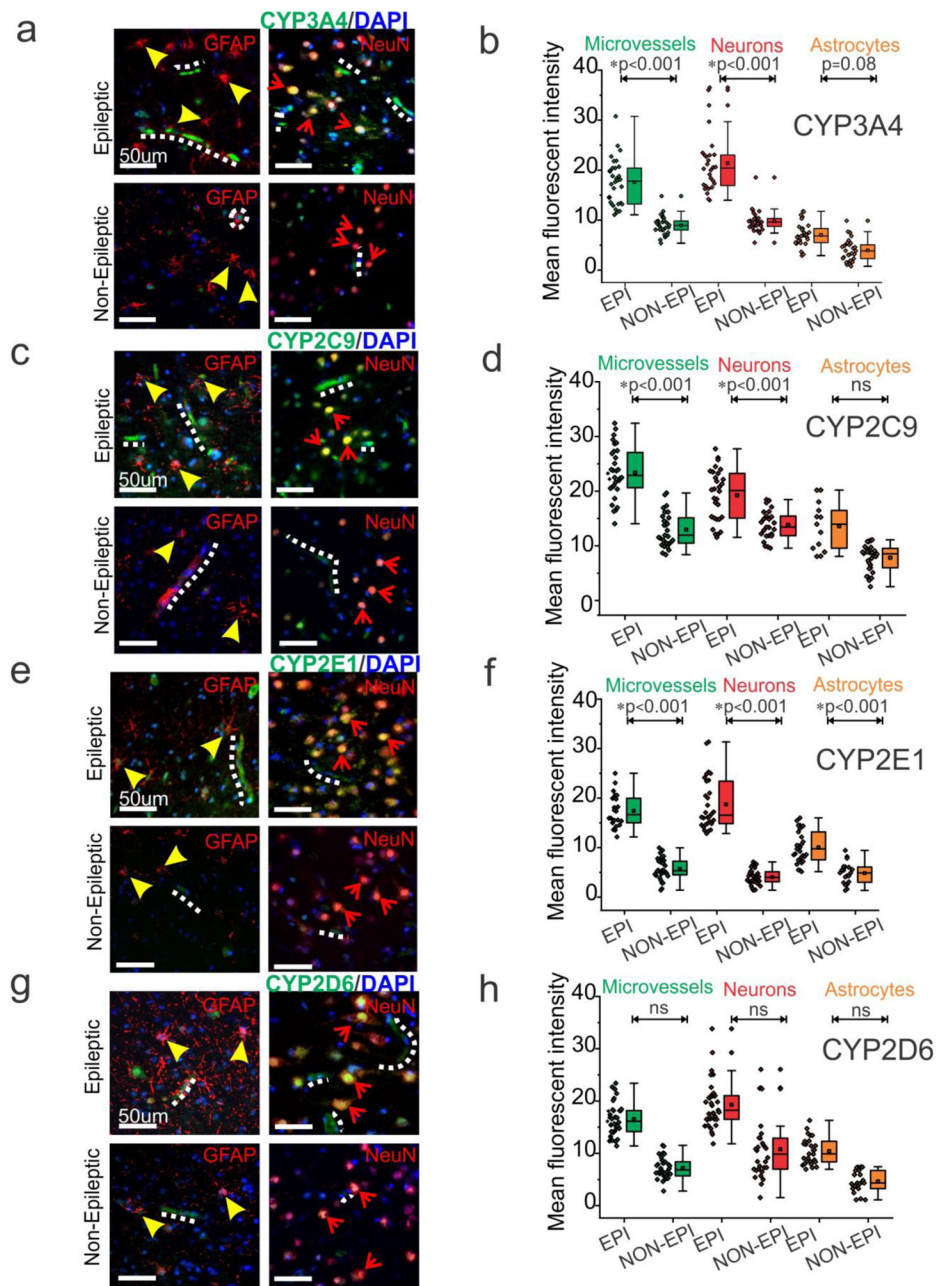 a
CYP3A4/DAPI
GFAP
NeuN
Epileptic
50um
GFAP
NeuN
Non-Epileptic
b
Microvessels Neurons Astrocytes
*p<0.001 *p<0.001 p=0.08
CYP3A4
Mean fluorescent intensity
40
30
20
10
0
EPI NON-EPI EPI NON-EPI EPI NON-EPI
c
CYP2C9/DAPI
GFAP
NeuN
Epileptic
50um
GFAP
NeuN
Non-Epileptic
d
Microvessels Neurons Astrocytes
*p<0.001 *p<0.001 ns
CYP2C9
Mean fluorescent intensity
40
30
20
10
0
EPI NON-EPI EPI NON-EPI EPI NON-EPI
e
CYP2E1/DAPI
GFAP
NeuN
Epileptic
50um
GFAP
NeuN
Non-Epileptic
f
Microvessels Neurons Astrocytes
*p<0.001 *p<0.001 *p<0.001
CYP2E1
Mean fluorescent intensity
40
30
20
10
0
EPI NON-EPI EPI NON-EPI EPI NON-EPI
g
CYP2D6/DAPI
GFAP
NeuN
Epileptic
50um
GFAP
NeuN
Non-Epileptic
h
Microvessels Neurons Astrocytes
ns ns ns
CYP2D6
Mean fluorescent intensity
40
30
20
10
0
EPI NON-EPI EPI NON-EPI EPI NON-EPI